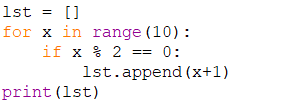 lst = []
for x in range(10):
    if x % 2 == 0:
        lst.append(x+1)
print(lst)